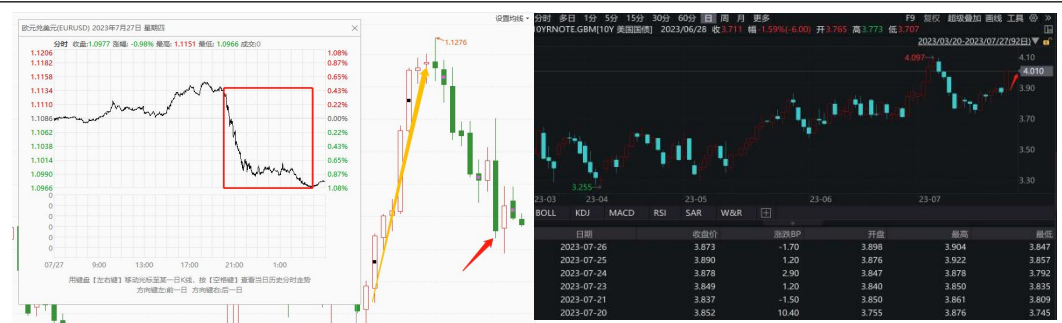 欧元兑美元(EURUSD) 2023年7月27日 星期四
分时 收盘:1.0977 涨幅: -0.98% 最高: 1.1151 最低: 1.0966 成交:0
1.1206 1.08%
1.1182 0.87%
1.1158 0.65%
1.1134 0.43%
1.1110 0.22%
1.1086 0.00%
1.1062 0.22%
1.1038 0.43%
1.1014 0.65%
1.0990 0.87%
1.0966 1.08%
0
0
0
0
0
07/27 9:00 13:00 17:00 21:00 1:00
用键盘【左右键】移动光标至某一日K线,按【空格键】查看当日历史分时走势
方向键左:前一日 方向键右:后一日
设置均线
1.1276
分时 多日 1分 5分 15分 30分 60分 日 周 月 更多 F9 复权 超级叠加 画线 工具
10YRNOTE.GBM[10Y 美国国债] 2023/06/28 收3.711 幅-1.59%(-6.00) 开3.765 高3.773 低3.707
2023/03/20-2023/07/27(92日)
4.097
4.10
4.010
3.90
3.70
3.50
3.30
3.255
23-03 23-04 23-05 23-06 23-07
BOLL KDJ MACD RSI SAR W&R
日期 收盘价 涨跌BP 开盘 最高 最低
2023-07-26 3.873 -1.70 3.898 3.904 3.847
2023-07-25 3.890 1.20 3.876 3.922 3.857
2023-07-24 3.878 2.90 3.847 3.878 3.792
2023-07-23 3.849 1.20 3.840 3.850 3.835
2023-07-21 3.837 -1.50 3.850 3.861 3.809
2023-07-20 3.852 10.40 3.755 3.876 3.745